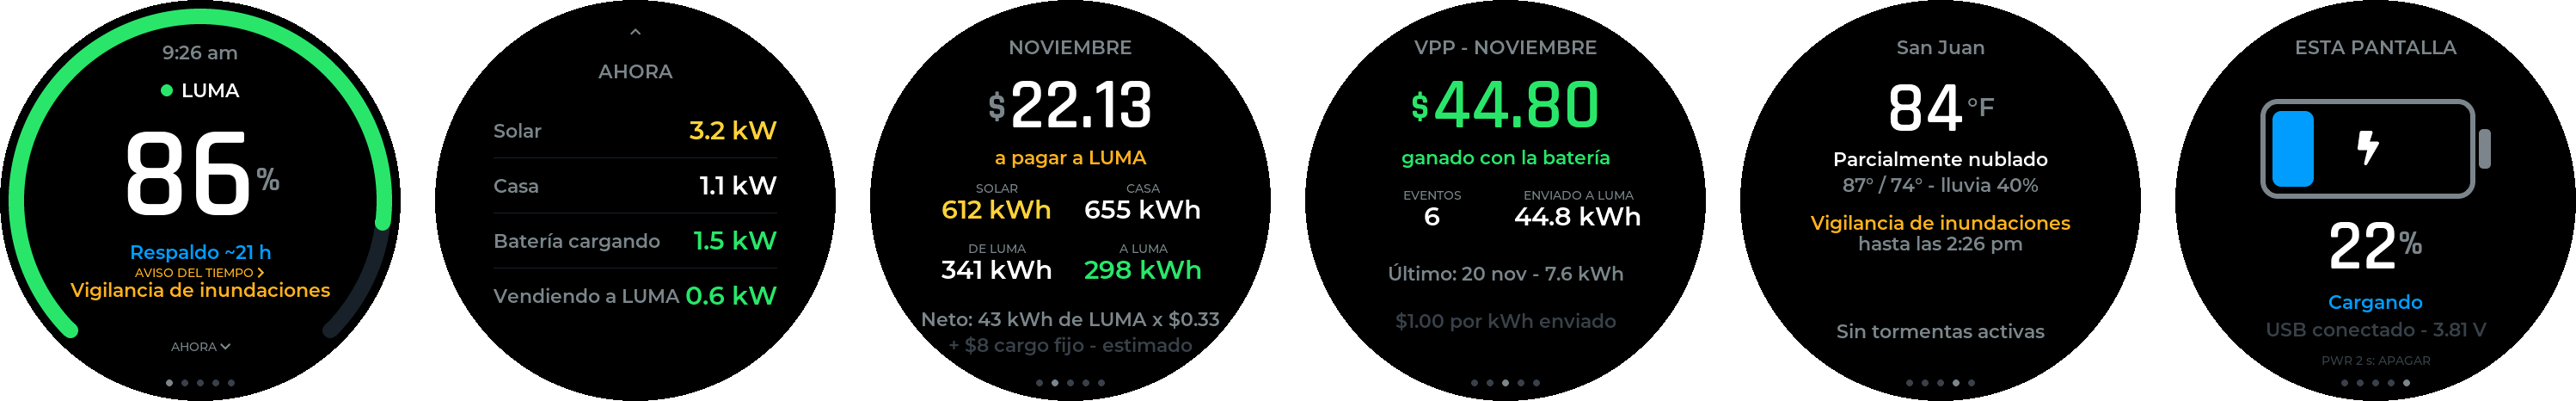 9:26 am
LUMA
86%
Respaldo ~21 h
AVISO DEL TIEMPO >
Vigilancia de inundaciones
AHORA
AHORA
Solar 3.2 kW
Casa 1.1 kW
Batería cargando 1.5 kW
Vendiendo a LUMA 0.6 kW
NOVIEMBRE
$22.13
a pagar a LUMA
SOLAR CASA
612 kWh 655 kWh
DE LUMA A LUMA
341 kWh 298 kWh
Neto: 43 kWh de LUMA x $0.33
+ $8 cargo fijo - estimado
VPP - NOVIEMBRE
$44.80
ganado con la batería
EVENTOS ENVIADO A LUMA
6 44.8 kWh
Último: 20 nov - 7.6 kWh
$1.00 por kWh enviado
San Juan
84°F
Parcialmente nublado
87° / 74° - lluvia 40%
Vigilancia de inundaciones
hasta las 2:26 pm
Sin tormentas activas
ESTA PANTALLA
22%
Cargando
USB conectado - 3.81 V
PWR 2 s: APAGAR